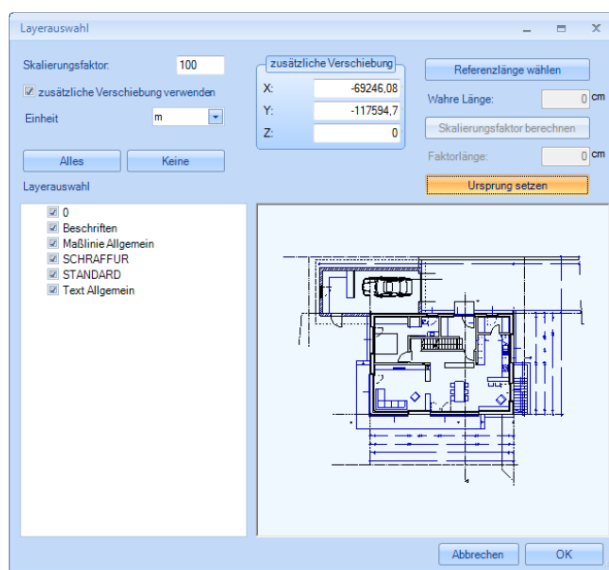 Layerauswahl
Skalierungsfaktor: 100
zusätzliche Verschiebung verwenden
Einheit m
Alles Keine
zusätzliche Verschiebung
X: -69246,08
Y: -117594,7
Z: 0
Referenzlänge wählen
Wahre Länge: 0 cm
Skalierungsfaktor berechnen
Faktorlänge: 0 cm
Ursprung setzen
Layerauswahl
0
Beschriften
Maßlinie Allgemein
SCHRAFFUR
STANDARD
Text Allgemein
Abbrechen OK